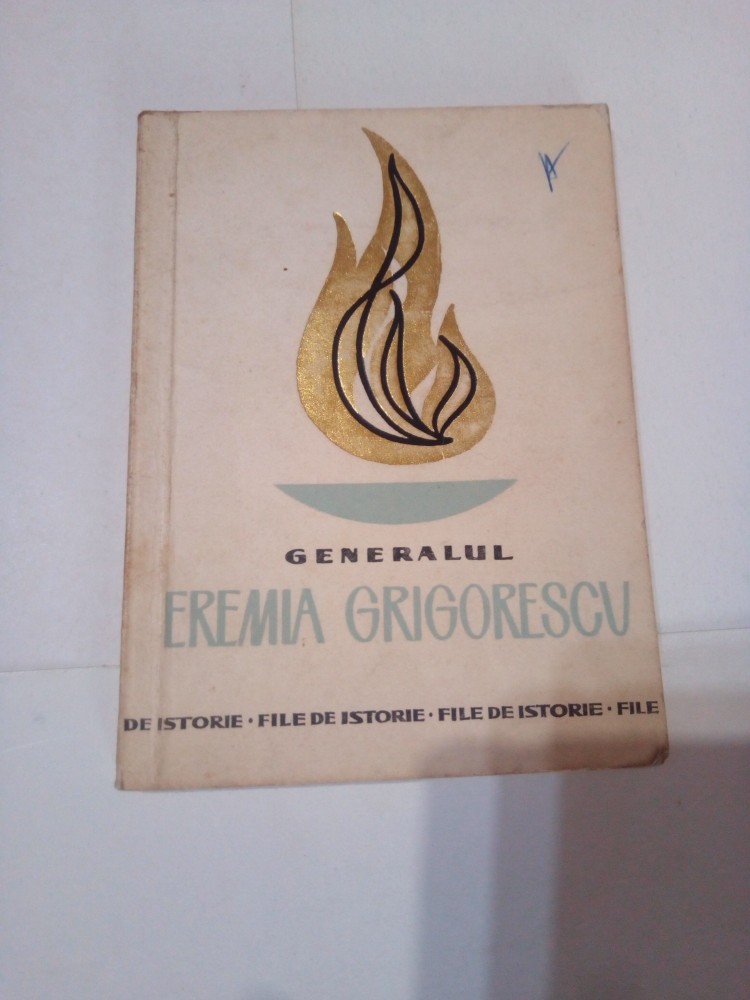 GENERALUL
EREMIA GRIGORESCU
DE ISTORIE • FILE DE ISTORIE • FILE DE ISTORIE • FILE